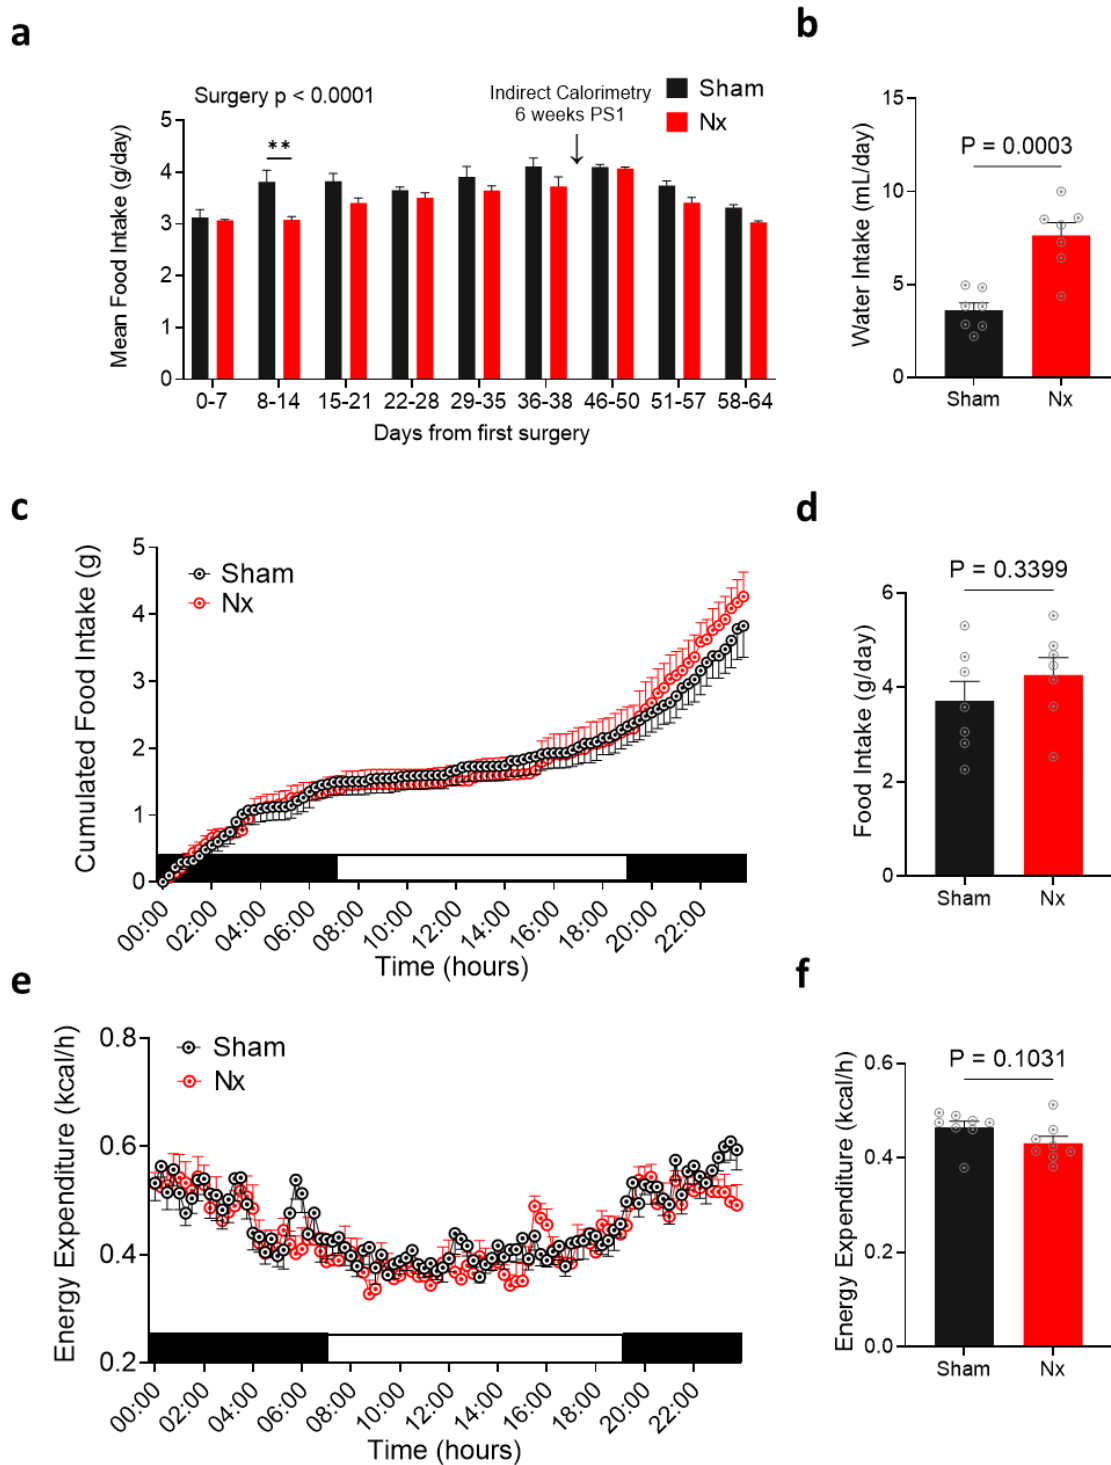 a
Surgery p < 0.0001
Indirect Calorimetry
6 weeks PS1
Sham
Nx
**
Mean Food Intake (g/day)
5
4
3
2
1
0
0-7 8-14 15-21 22-28 29-35 36-38 46-50 51-57 58-64
Days from first surgery
b
P = 0.0003
Water Intake (mL/day)
15
10
5
0
Sham Nx
c
Sham
Nx
Cumulated Food Intake (g)
5
4
3
2
1
0
00:00 02:00 04:00 06:00 08:00 10:00 12:00 14:00 16:00 18:00 20:00 22:00
Time (hours)
d
P = 0.3399
Food Intake (g/day)
6
4
2
0
Sham Nx
e
Sham
Nx
Energy Expenditure (kcal/h)
0.8
0.6
0.4
0.2
00:00 02:00 04:00 06:00 08:00 10:00 12:00 14:00 16:00 18:00 20:00 22:00
Time (hours)
f
P = 0.1031
Energy Expenditure (kcal/h)
0.6
0.4
0.2
0.0
Sham Nx